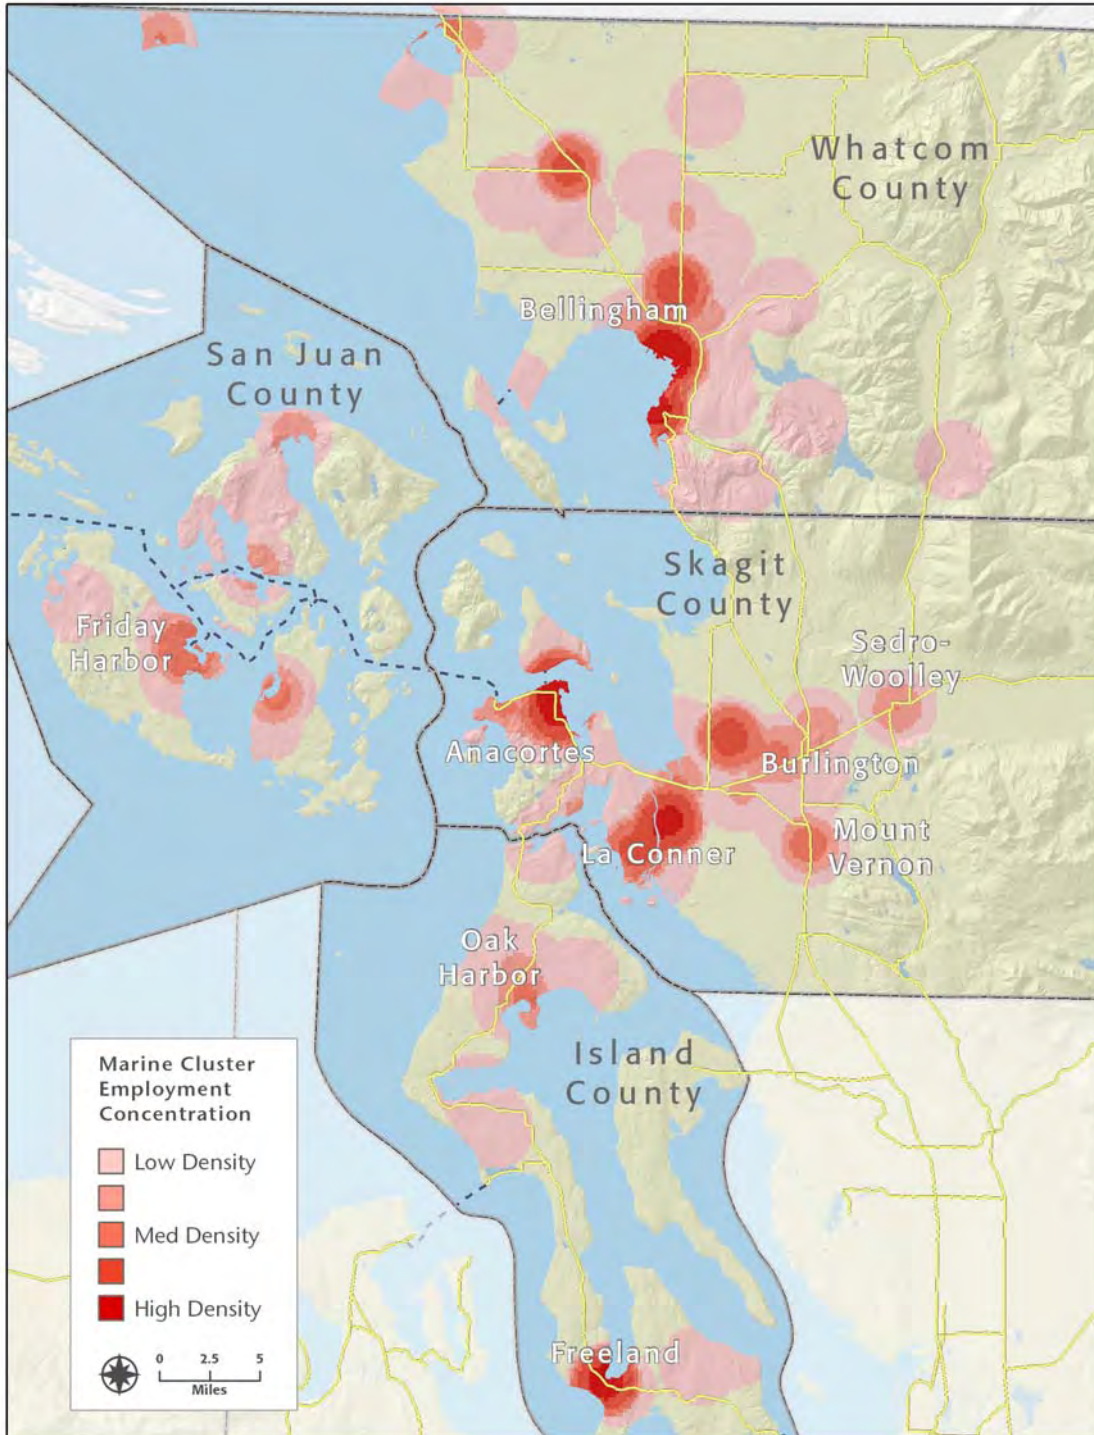 Whatcom
County
Bellingham
San Juan
County
Skagit
County
Friday
Harbor
Sedro-
Woolley
Anacortes
Burlington
La Conner
Mount
Vernon
Oak
Harbor
Island
County
Freeland
Marine Cluster
Employment
Concentration
Low Density
Med Density
High Density
0 2.5 5
Miles